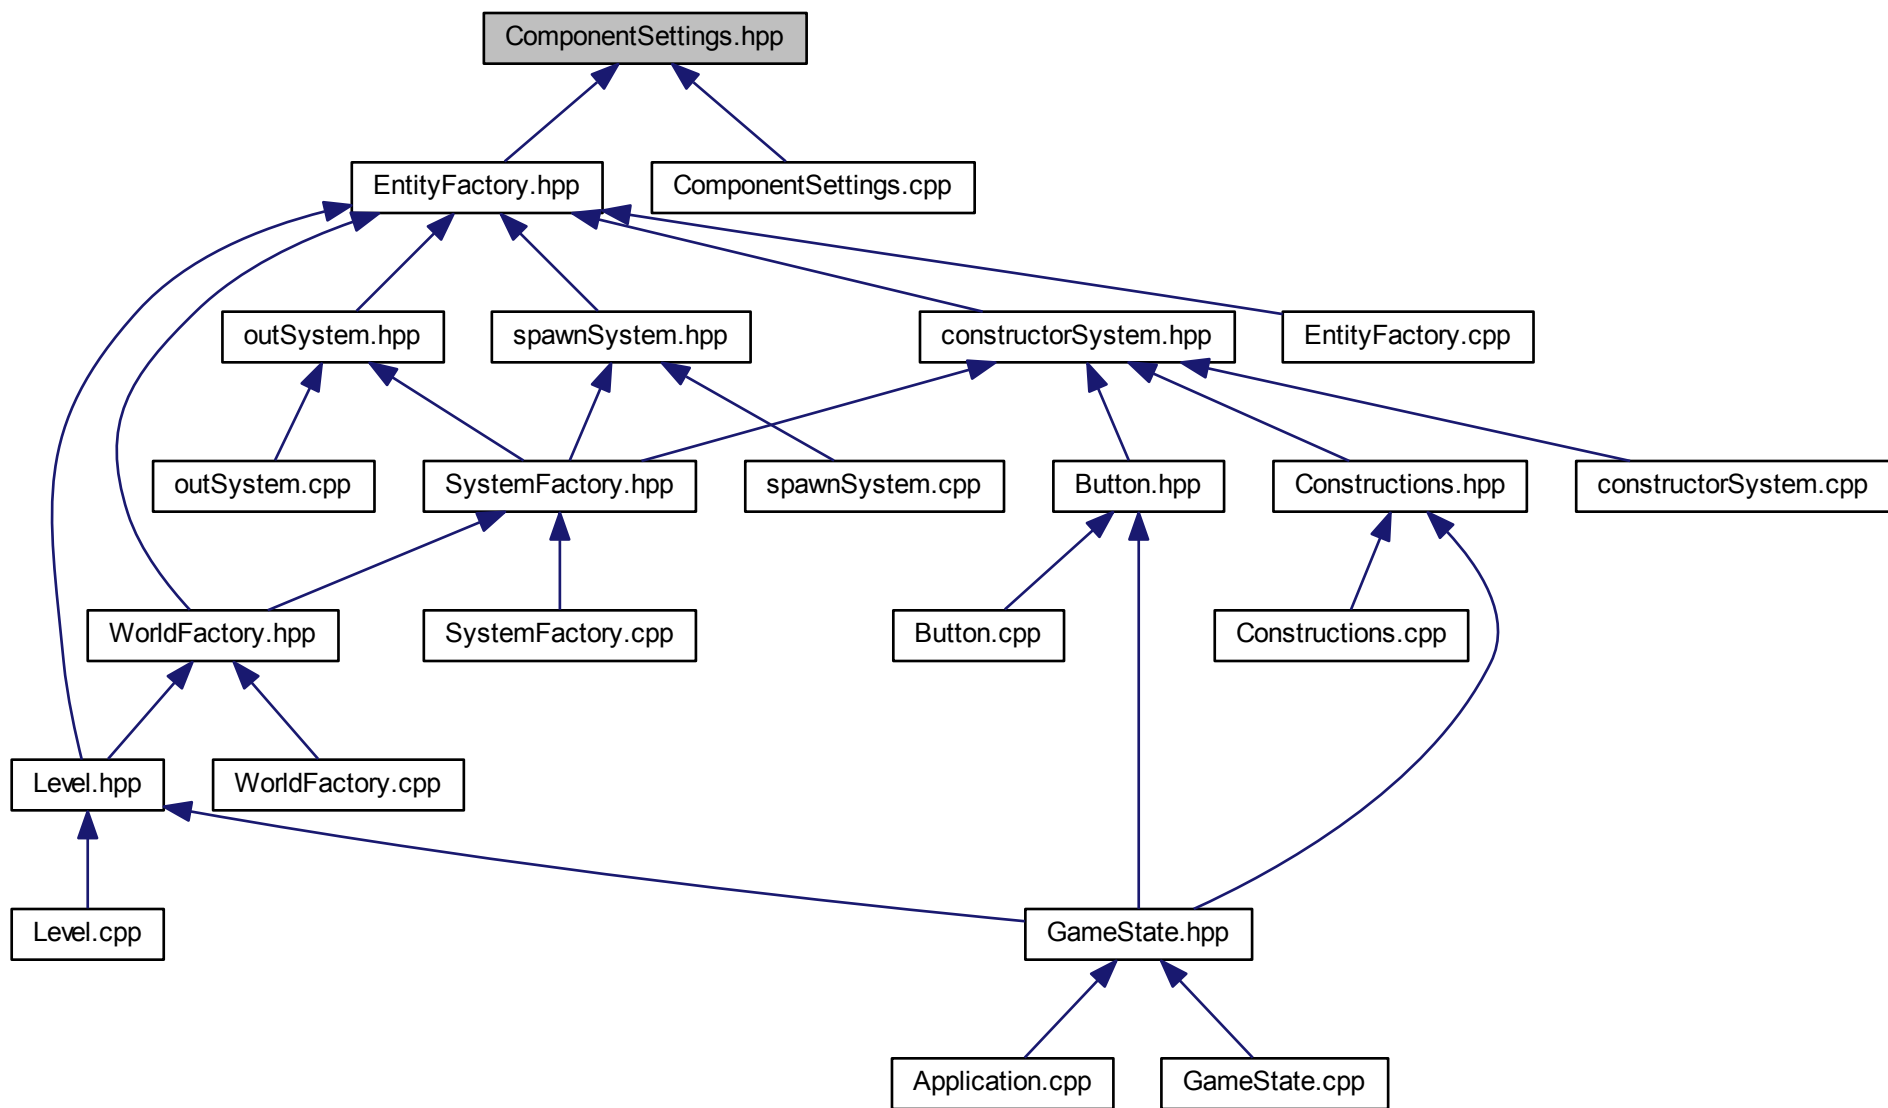 ComponentSettings.hpp
EntityFactory.hpp
ComponentSettings.cpp
outSystem.hpp
spawnSystem.hpp
constructorSystem.hpp
EntityFactory.cpp
outSystem.cpp
SystemFactory.hpp
spawnSystem.cpp
Button.hpp
Constructions.hpp
constructorSystem.cpp
WorldFactory.hpp
SystemFactory.cpp
Button.cpp
Constructions.cpp
Level.hpp
WorldFactory.cpp
Level.cpp
GameState.hpp
Application.cpp
GameState.cpp